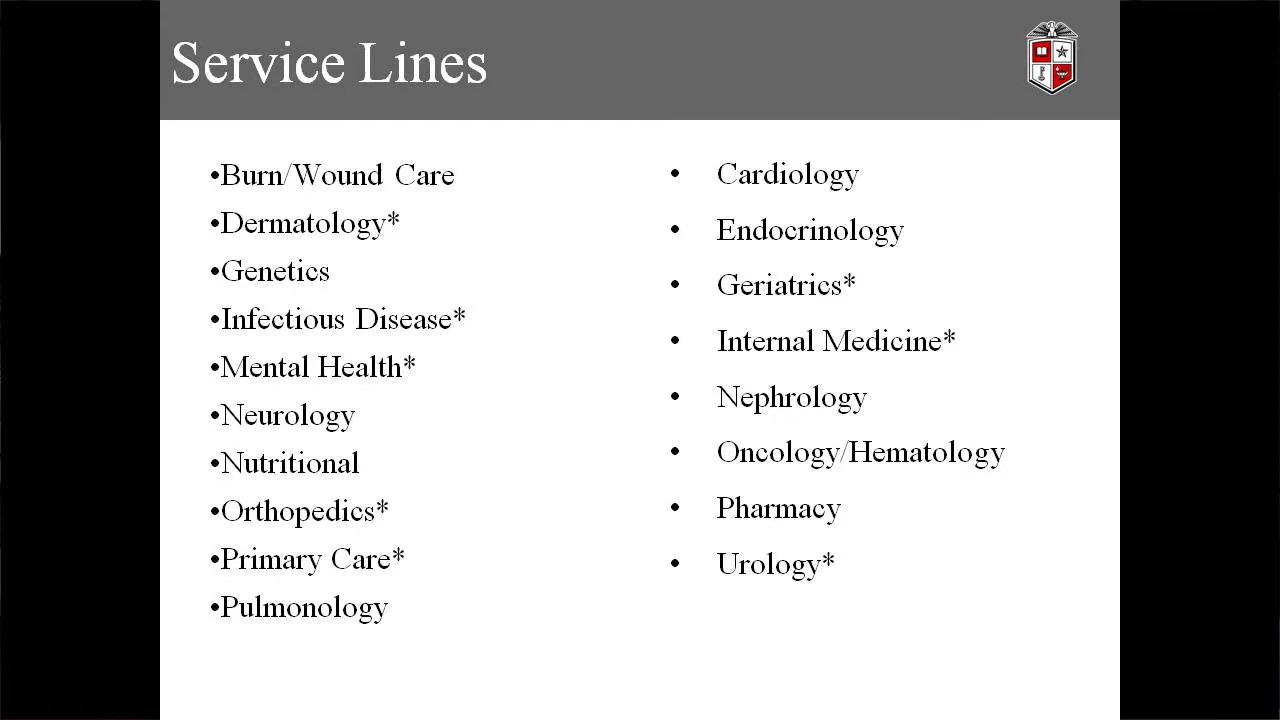 Service Lines
•Burn/Wound Care
•Dermatology*
•Genetics
•Infectious Disease*
•Mental Health*
•Neurology
•Nutritional
•Orthopedics*
•Primary Care*
•Pulmonology
• Cardiology
• Endocrinology
• Geriatrics*
• Internal Medicine*
• Nephrology
• Oncology/Hematology
• Pharmacy
• Urology*